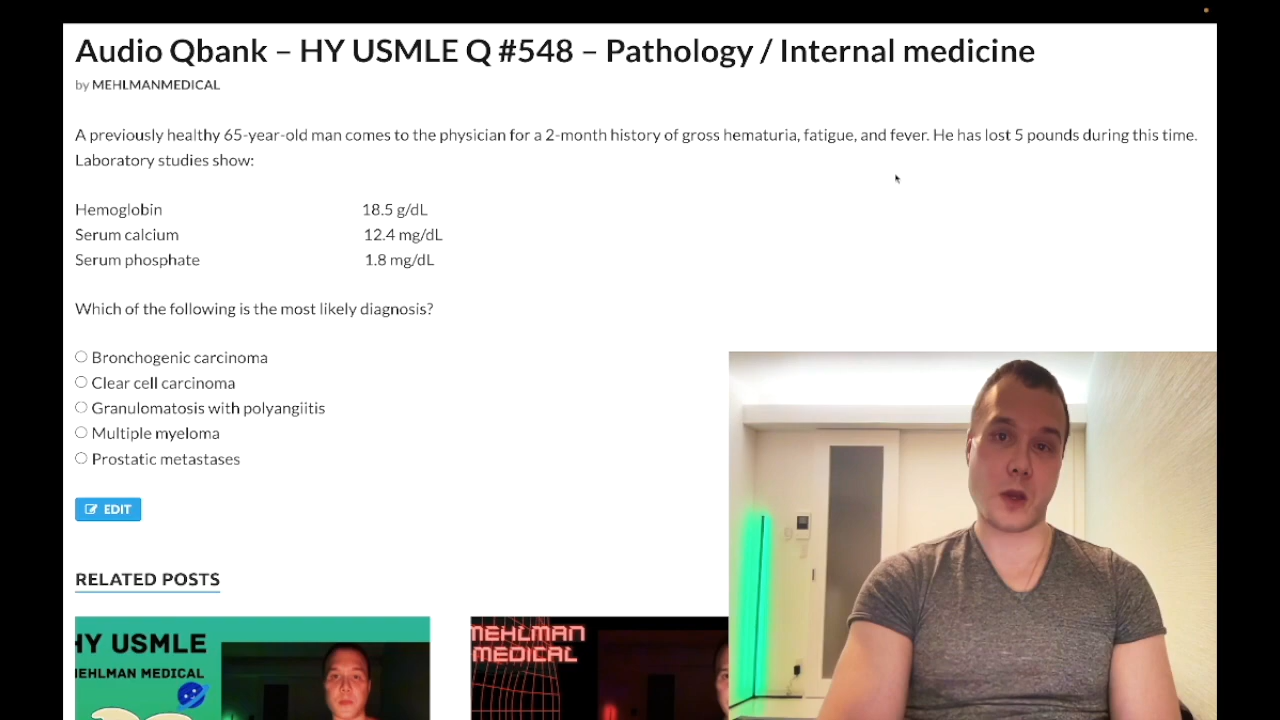 Audio Qbank – HY USMLE Q #548 – Pathology / Internal medicine
by MEHLMANMEDICAL
A previously healthy 65-year-old man comes to the physician for a 2-month history of gross hematuria, fatigue, and fever. He has lost 5 pounds during this time.
Laboratory studies show:
Hemoglobin 18.5 g/dL
Serum calcium 12.4 mg/dL
Serum phosphate 1.8 mg/dL
Which of the following is the most likely diagnosis?
Bronchogenic carcinoma
Clear cell carcinoma
Granulomatosis with polyangiitis
Multiple myeloma
Prostatic metastases
EDIT
RELATED POSTS
HY USMLE
MEHLMAN MEDICAL
MEHLMAN
MEDICAL